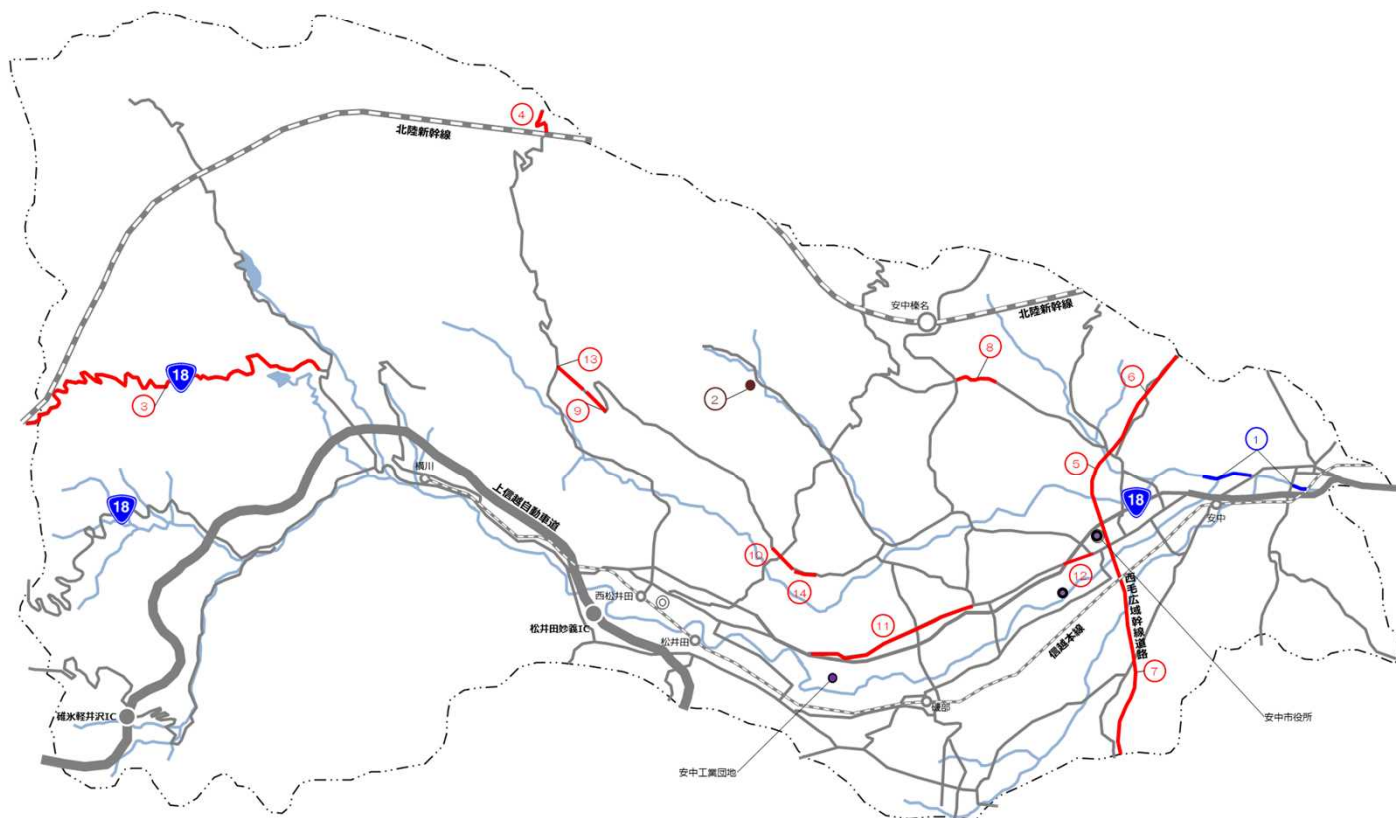 4
北陸新幹線
安中榛名
北陸新幹線
13
8
6
18
3
2
9
1
5
横川
18
18
上信越自動車道
安中
10
12
西松井田
◎
14
松井田妙義IC
11
西毛広域幹線道路
松井田
信越本線
7
碓氷軽井沢IC
磯部
安中市役所
安中工業団地